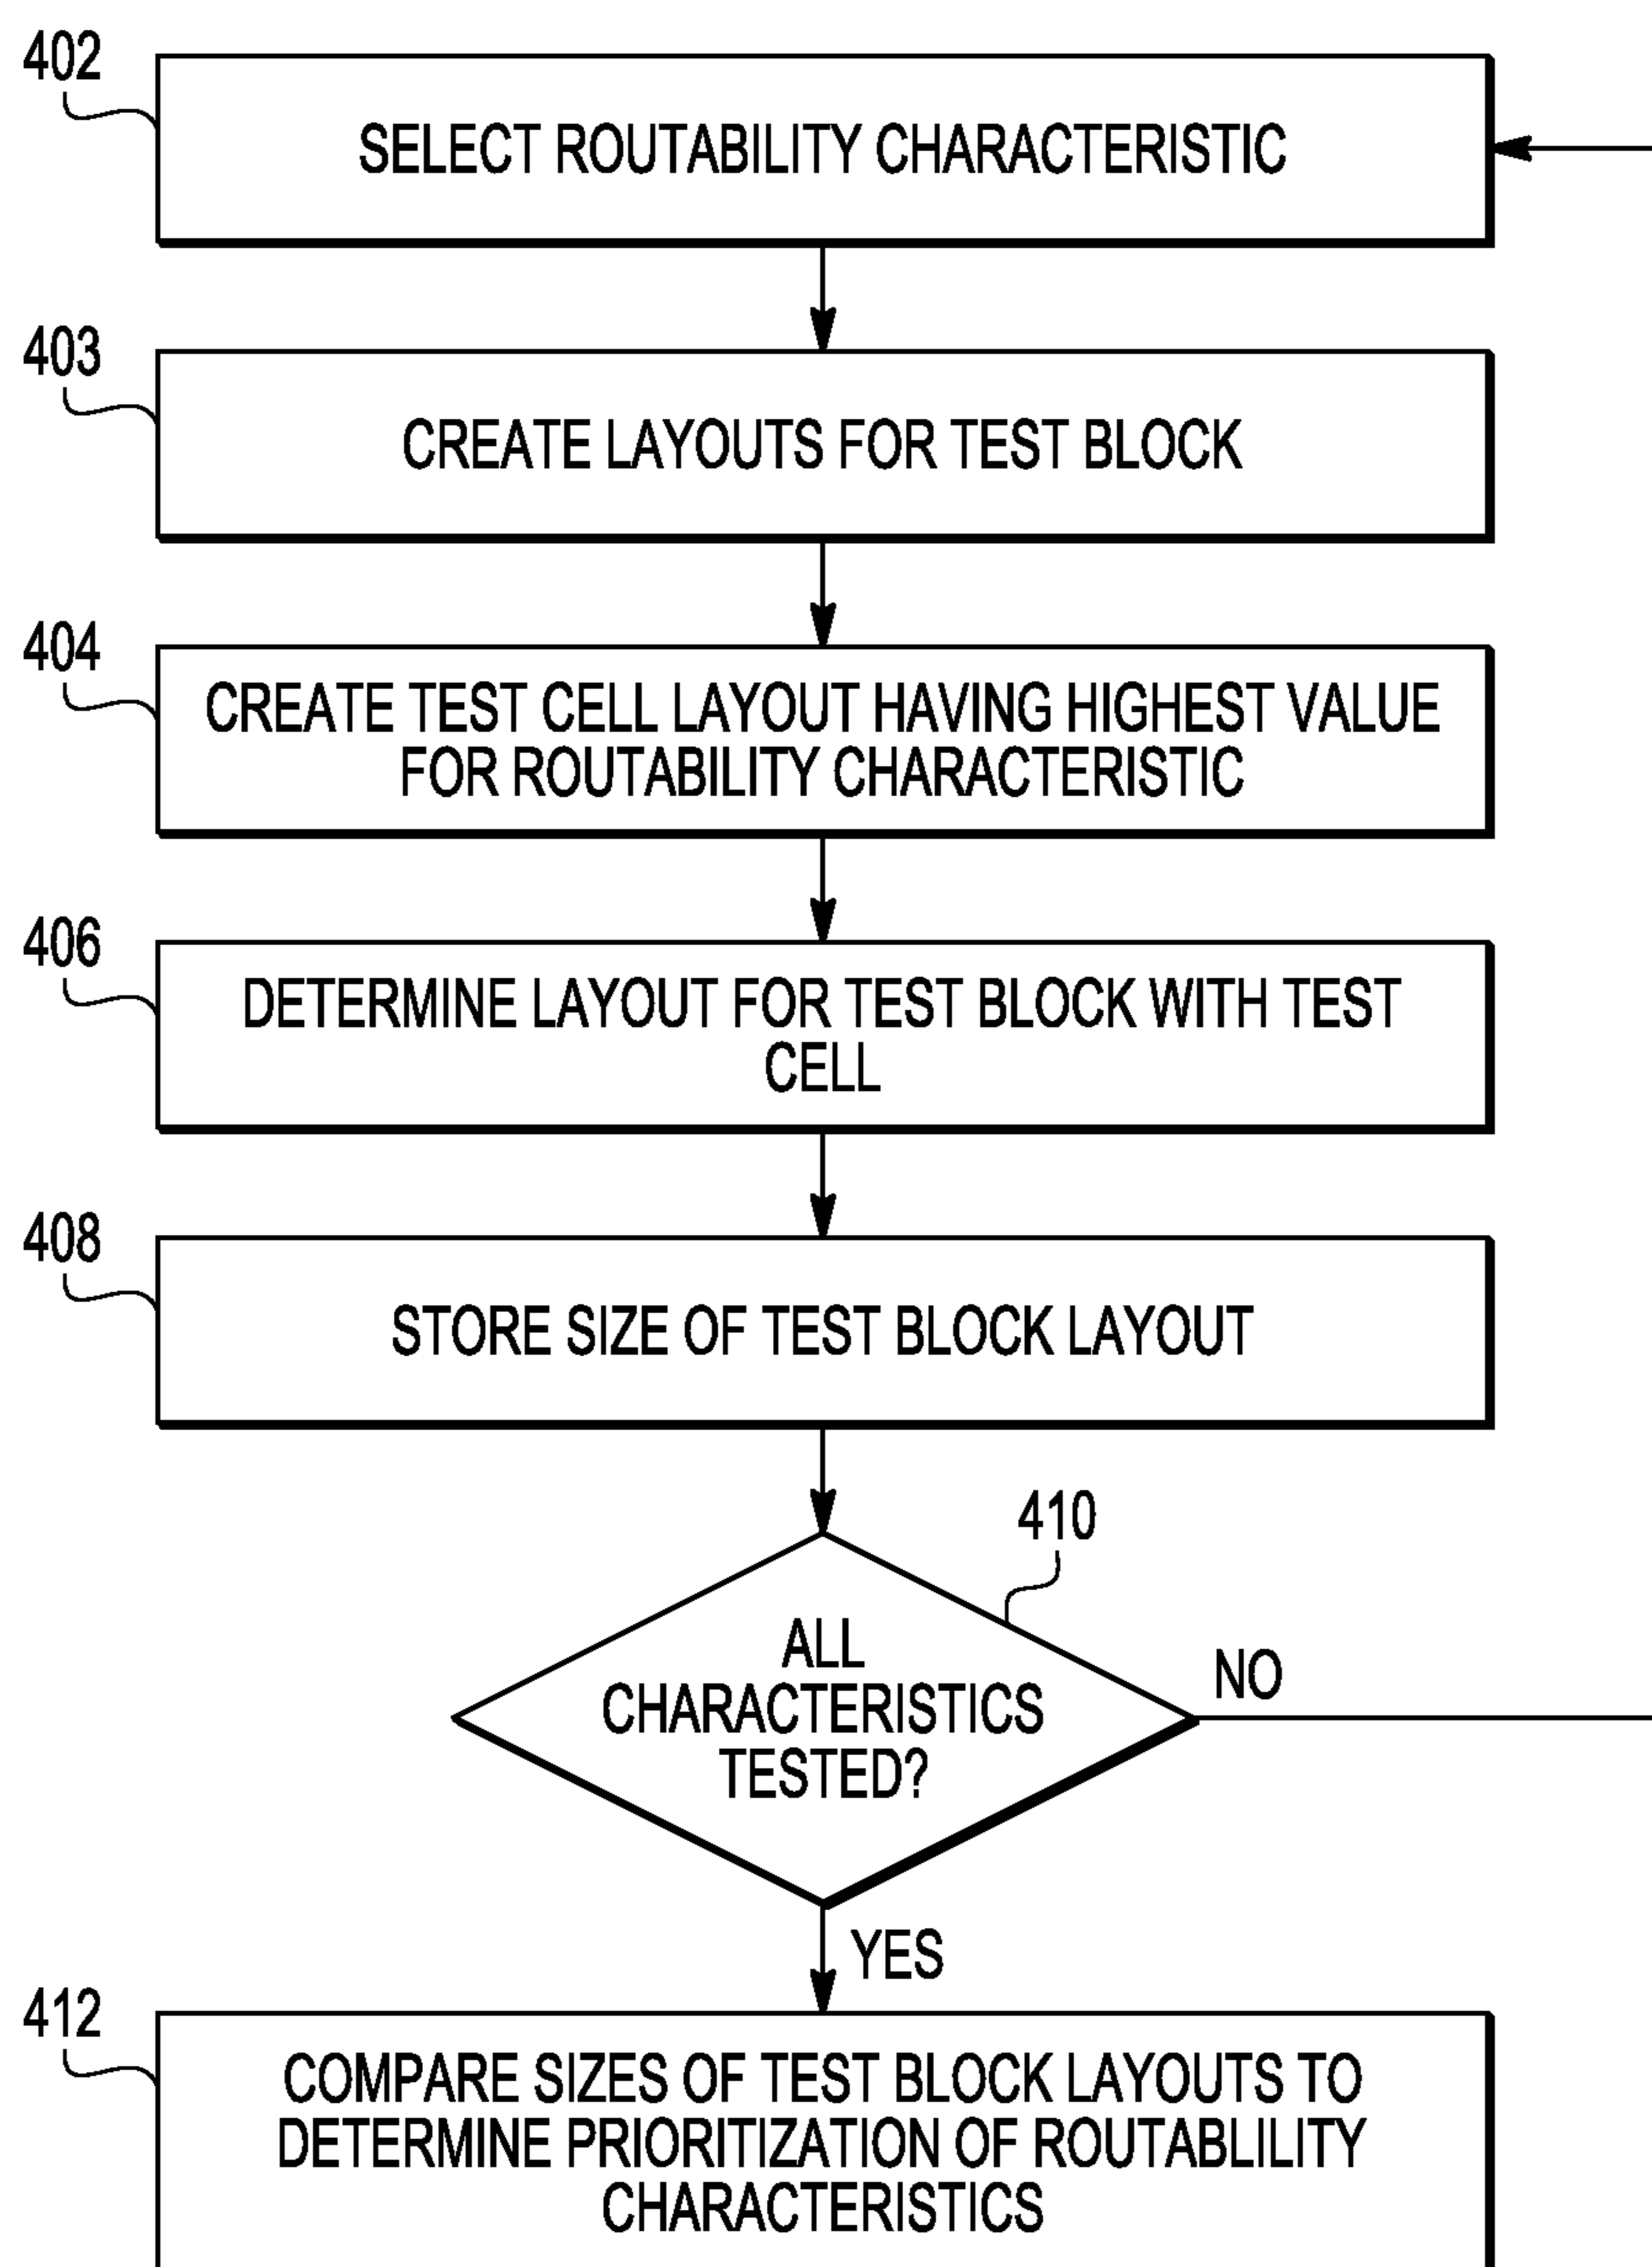 402
SELECT ROUTABILITY CHARACTERISTIC
403
CREATE LAYOUTS FOR TEST BLOCK
404
CREATE TEST CELL LAYOUT HAVING HIGHEST VALUE
FOR ROUTABILITY CHARACTERISTIC
406
DETERMINE LAYOUT FOR TEST BLOCK WITH TEST
CELL
408
STORE SIZE OF TEST BLOCK LAYOUT
410
ALL
CHARACTERISTICS
TESTED?
NO
YES
412
COMPARE SIZES OF TEST BLOCK LAYOUTS TO
DETERMINE PRIORITIZATION OF ROUTABLILITY
CHARACTERISTICS